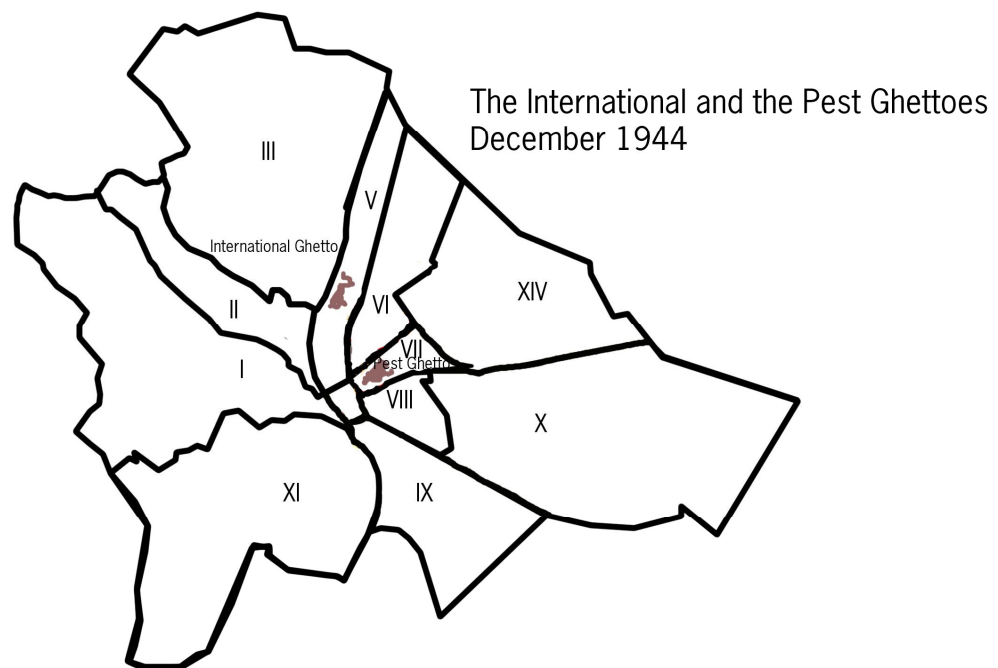 The International and the Pest Ghettoes
December 1944
III
V
International Ghetto
XIV
II
VI
VII
Pest Ghetto
I
VIII
X
XI
IX